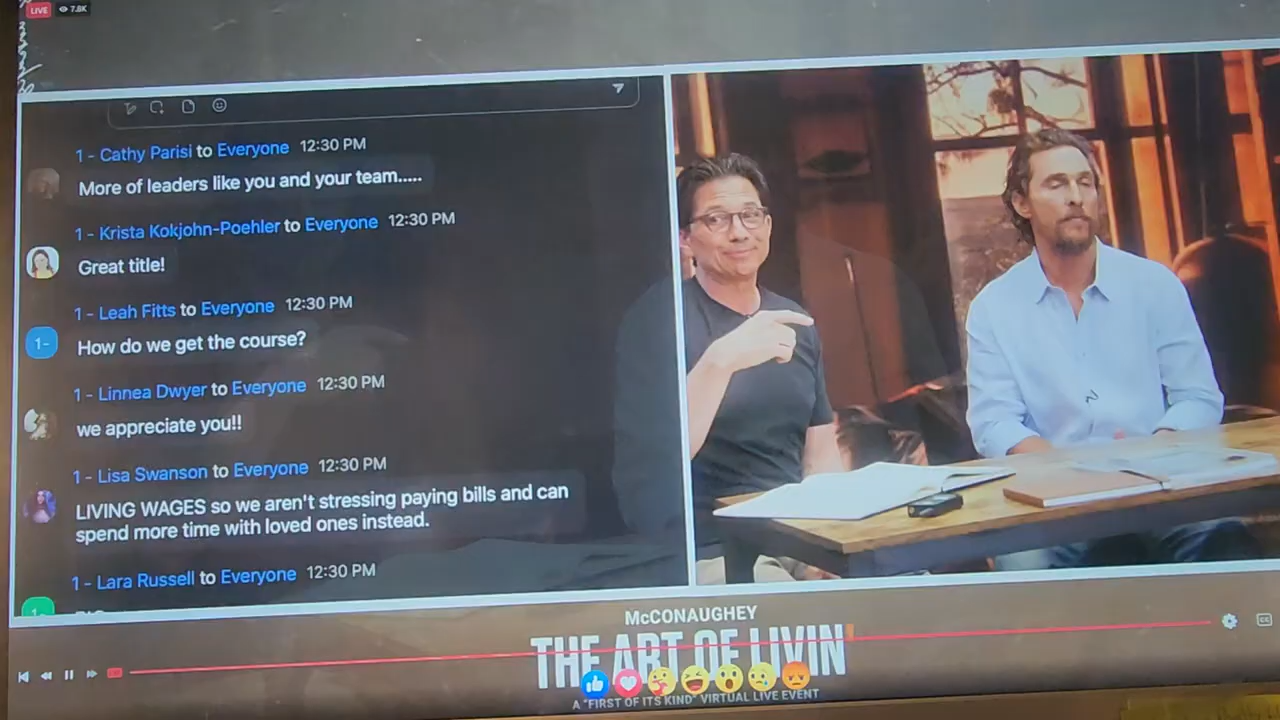 LIVE 7.8K
1 - Cathy Parisi to Everyone 12:30 PM
More of leaders like you and your team.....
1 - Krista Kokjohn-Poehler to Everyone 12:30 PM
Great title!
1 - Leah Fitts to Everyone 12:30 PM
1-
How do we get the course?
1 - Linnea Dwyer to Everyone 12:30 PM
we appreciate you!!
1 - Lisa Swanson to Everyone 12:30 PM
LIVING WAGES so we aren't stressing paying bills and can
spend more time with loved ones instead.
1 - Lara Russell to Everyone 12:30 PM
1-
McCONAUGHEY
THE ART OF LIVIN'
A "FIRST OF ITS KIND" VIRTUAL LIVE EVENT
CC